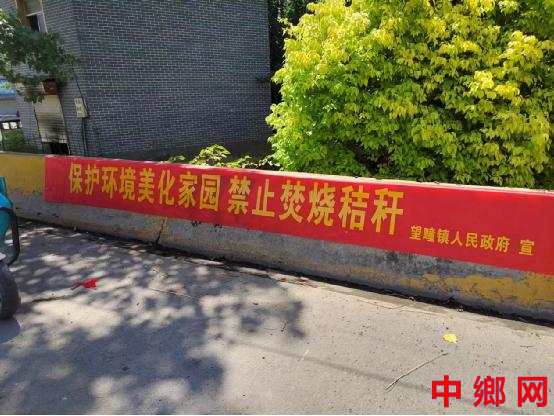 保护环境美化家园 禁止焚烧秸秆
望疃镇人民政府 宣
中鄉网